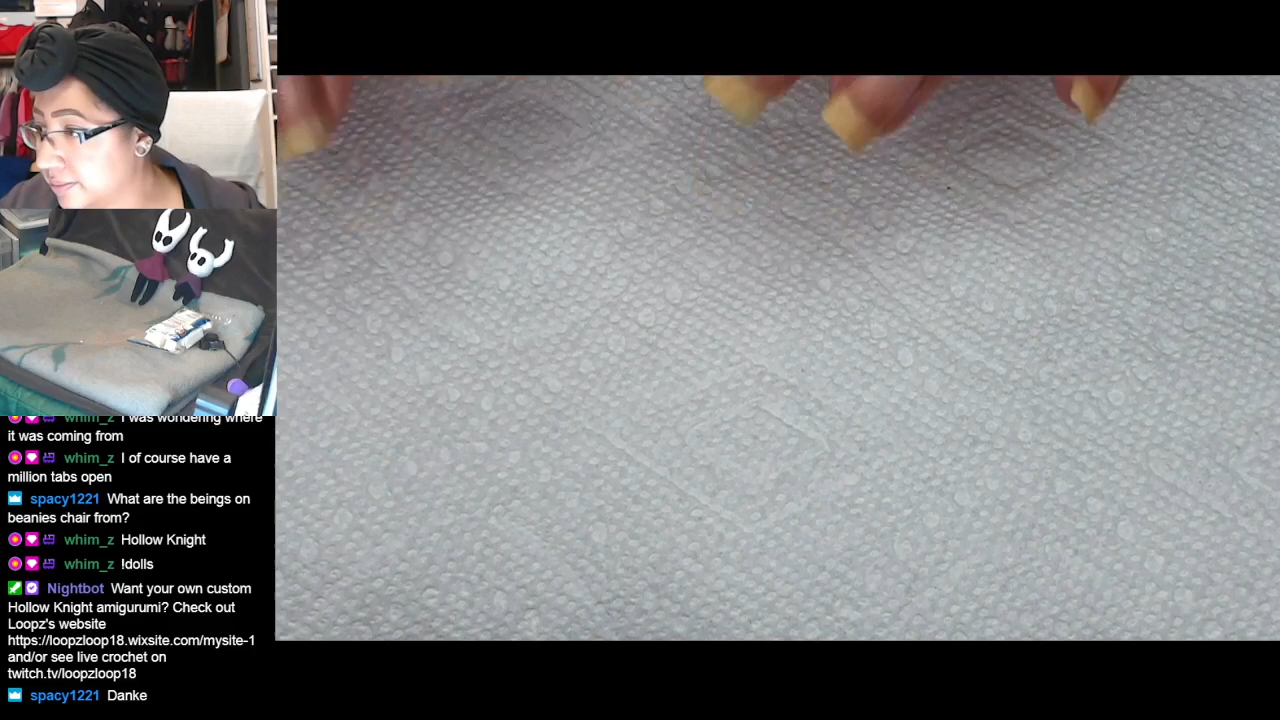 whim_z I was wondering where
it was coming from
whim_z I of course have a
million tabs open
spacy1221 What are the beings on
beanies chair from?
whim_z Hollow Knight
whim_z !dolls
Nightbot Want your own custom
Hollow Knight amigurumi? Check out
Loopz's website
https://loopzloop18.wixsite.com/mysite-1
and/or see live crochet on
twitch.tv/loopzloop18
spacy1221 Danke